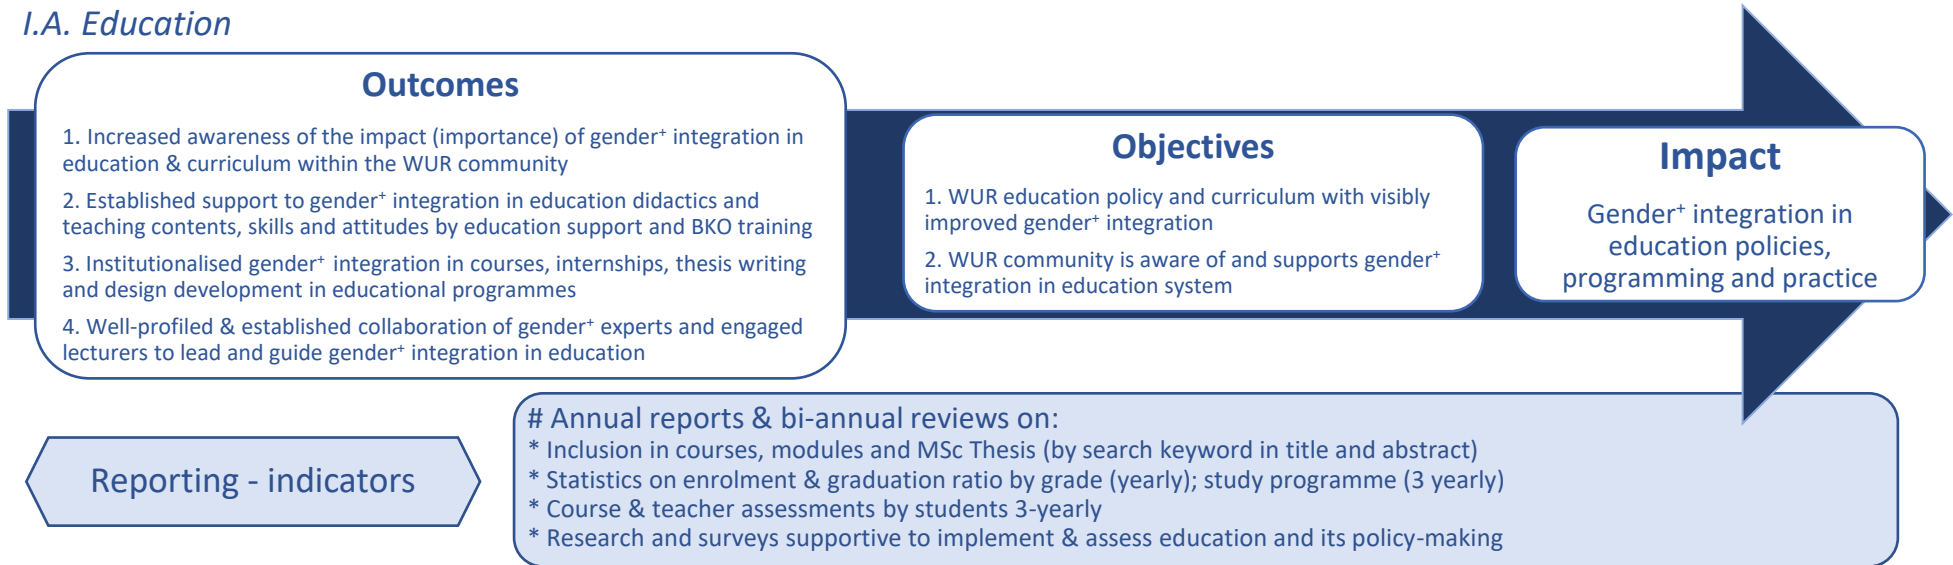 I.A. Education
Outcomes
1. Increased awareness of the impact (importance) of gender⁺ integration in
education & curriculum within the WUR community
2. Established support to gender⁺ integration in education didactics and
teaching contents, skills and attitudes by education support and BKO training
3. Institutionalised gender⁺ integration in courses, internships, thesis writing
and design development in educational programmes
4. Well-profiled & established collaboration of gender⁺ experts and engaged
lecturers to lead and guide gender⁺ integration in education
Objectives
1. WUR education policy and curriculum with visibly
improved gender⁺ integration
2. WUR community is aware of and supports gender⁺
integration in education system
Impact
Gender⁺ integration in
education policies,
programming and practice
Reporting - indicators
# Annual reports & bi-annual reviews on:
* Inclusion in courses, modules and MSc Thesis (by search keyword in title and abstract)
* Statistics on enrolment & graduation ratio by grade (yearly); study programme (3 yearly)
* Course & teacher assessments by students 3-yearly
* Research and surveys supportive to implement & assess education and its policy-making